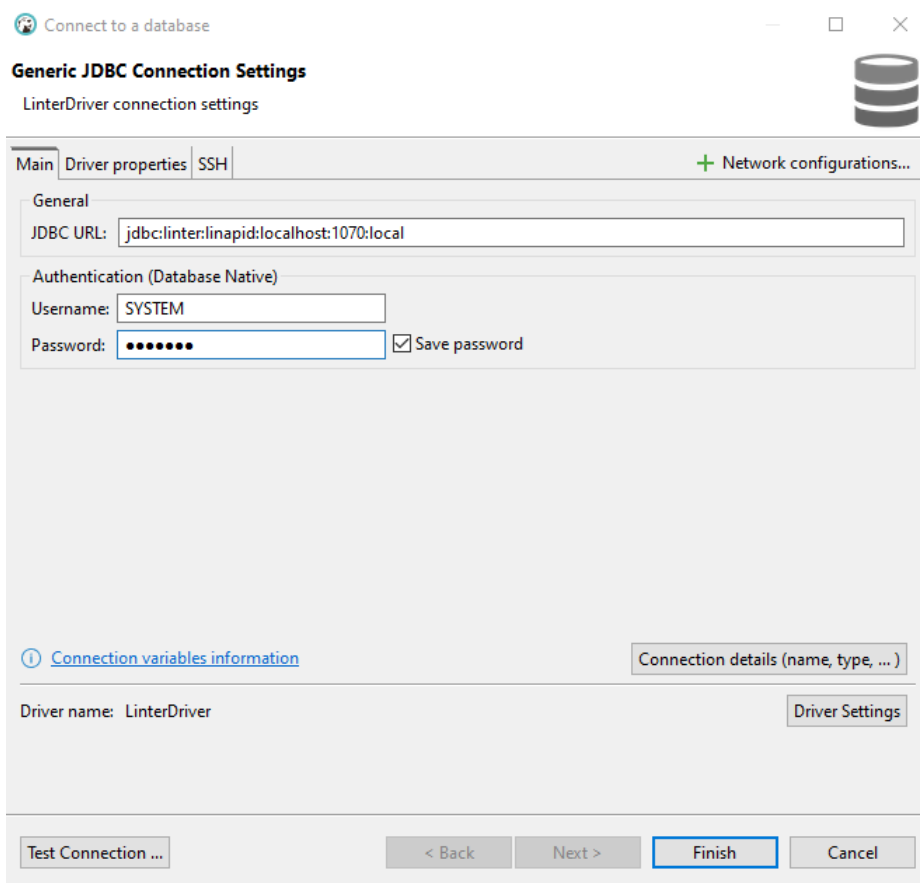 Connect to a database
Generic JDBC Connection Settings
LinterDriver connection settings
Main Driver properties SSH Network configurations...
General
JDBC URL: jdbc:linter:linapid:localhost:1070:local
Authentication (Database Native)
Username: SYSTEM
Password: ••••••• Save password
Connection variables information Connection details (name, type, ... )
Driver name: LinterDriver Driver Settings
Test Connection ... < Back Next > Finish Cancel